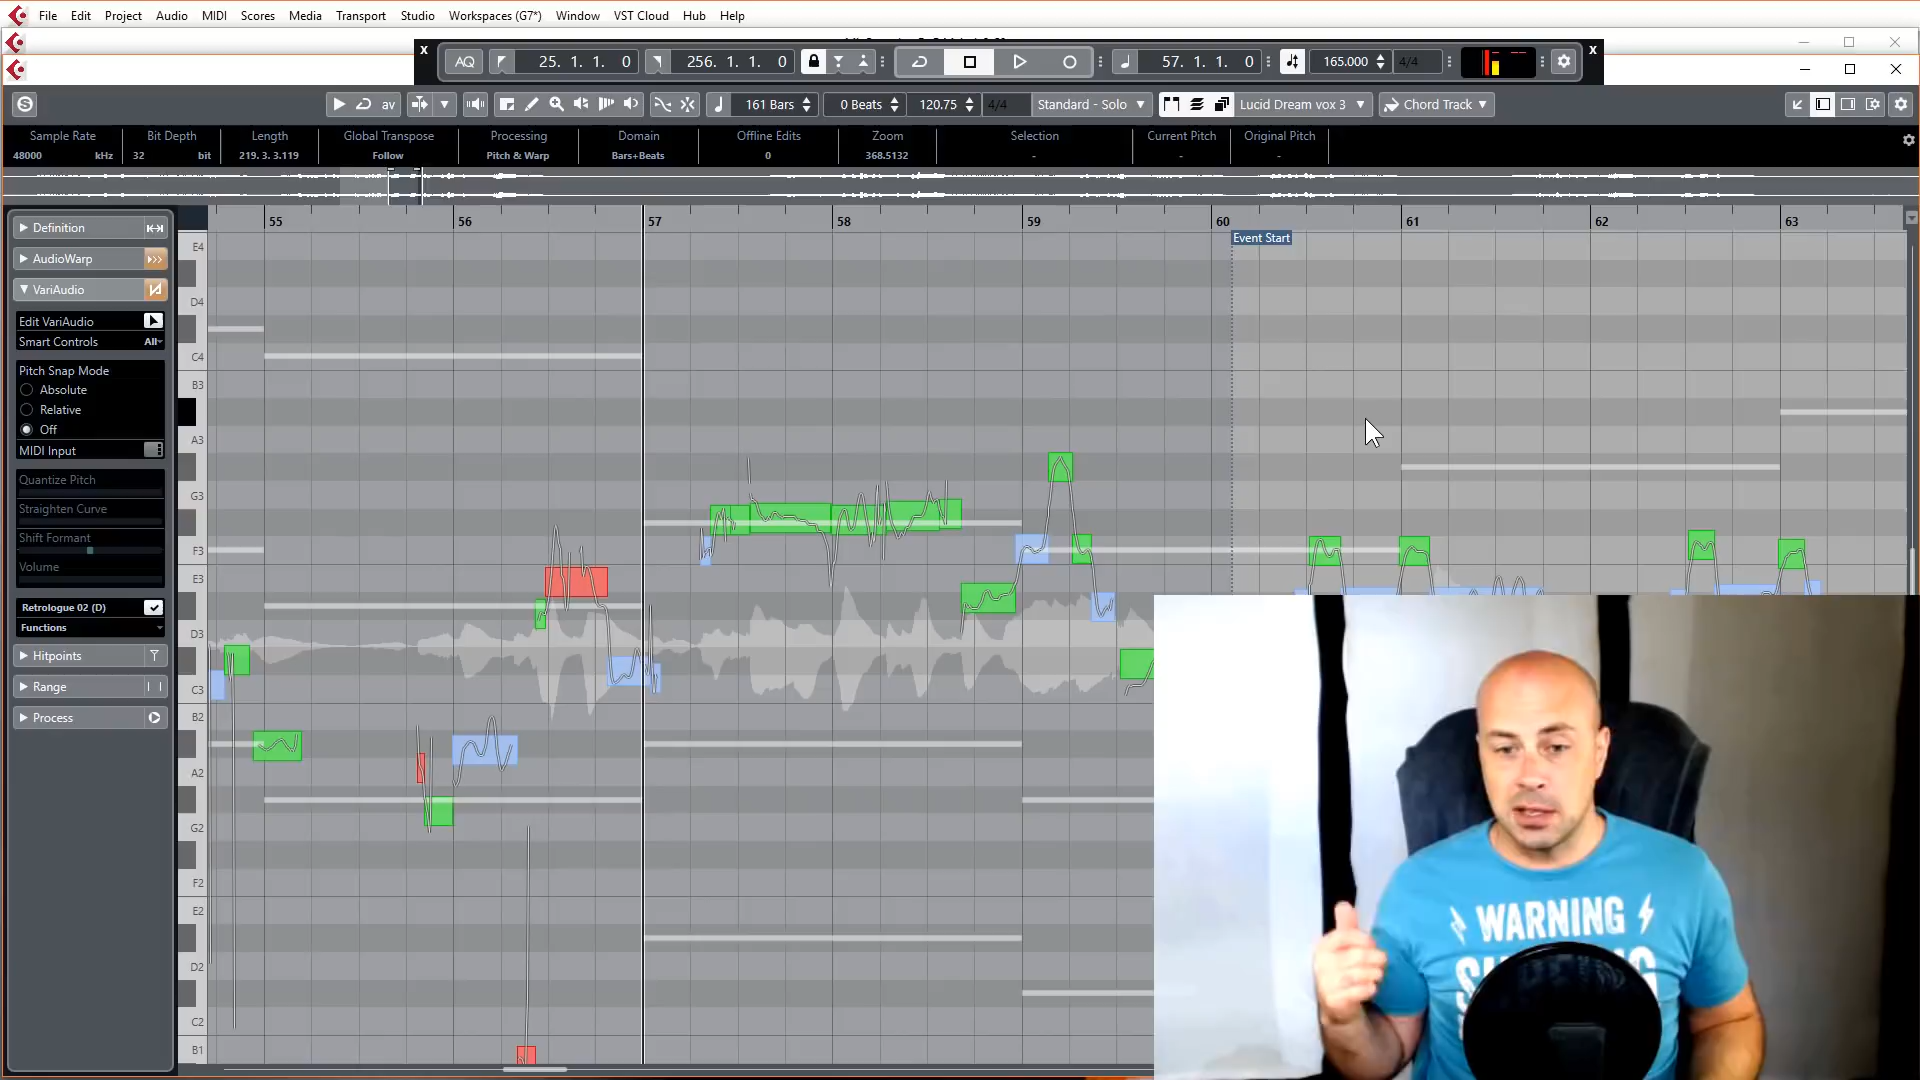 File Edit Project Audio MIDI Scores Media Transport Studio Workspaces (G7*) Window VST Cloud Hub Help
x AQ 25. 1. 1. 0 256. 1. 1. 0 57. 1. 1. 0 165.000 4/4 x
av 161 Bars 0 Beats 120.75 4/4 Standard - Solo Lucid Dream vox 3 Chord Track
Sample Rate Bit Depth Length Global Transpose Processing Domain Offline Edits Zoom Selection Current Pitch Original Pitch
48000 kHz 32 bit 219. 3. 3.119 Follow Pitch & Warp Bars+Beats 0 368.5132 - - -
55 56 57 58 59 60 61 62 63
Event Start
Definition
AudioWarp
VariAudio
Edit VariAudio
Smart Controls All
Pitch Snap Mode
Absolute
Relative
Off
MIDI Input
Quantize Pitch
Straighten Curve
Shift Formant
Volume
Retrologue 02 (D)
Functions
Hitpoints
Range
Process
E4
D4
C4
B3
A3
G3
F3
E3
D3
C3
B2
A2
G2
F2
E2
D2
C2
B1
WARNING